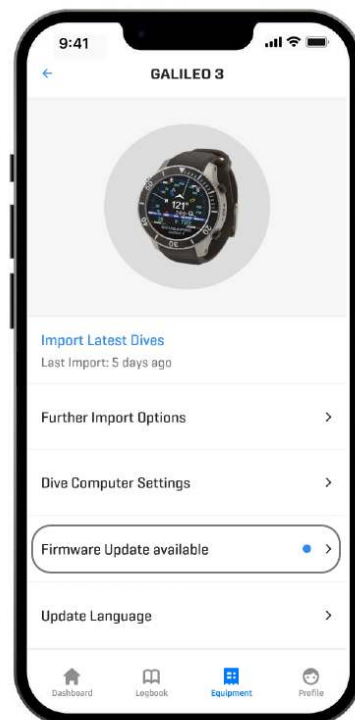 9:41
GALILEO 3
121°
Import Latest Dives
Last Import: 5 days ago
Further Import Options
Dive Computer Settings
Firmware Update available
Update Language
Dashboard Logbook Equipment Profile